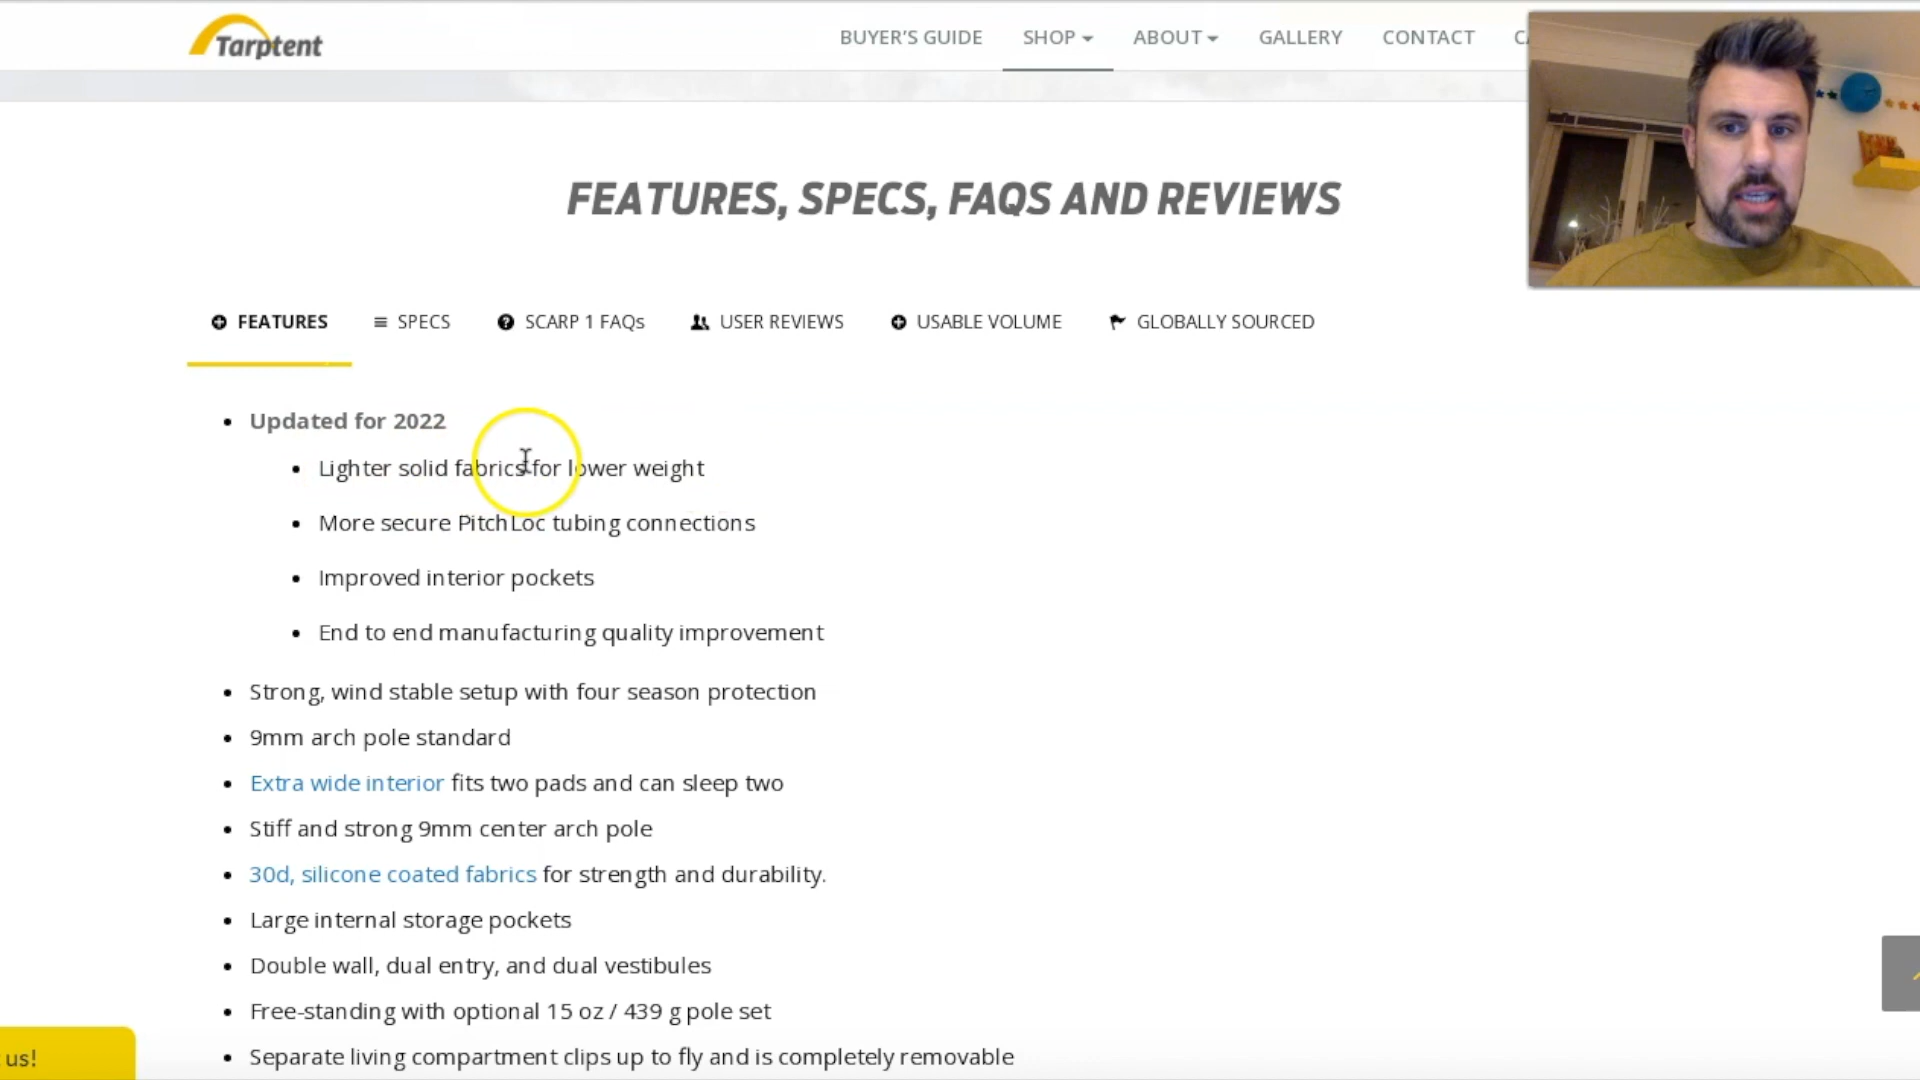 Tarptent
BUYER'S GUIDE
SHOP
ABOUT
GALLERY
CONTACT
FEATURES, SPECS, FAQS AND REVIEWS
FEATURES
SPECS
SCARP 1 FAQs
USER REVIEWS
USABLE VOLUME
GLOBALLY SOURCED
Updated for 2022
Lighter solid fabrics for lower weight
More secure PitchLoc tubing connections
Improved interior pockets
End to end manufacturing quality improvement
Strong, wind stable setup with four season protection
9mm arch pole standard
Extra wide interior fits two pads and can sleep two
Stiff and strong 9mm center arch pole
30d, silicone coated fabrics for strength and durability.
Large internal storage pockets
Double wall, dual entry, and dual vestibules
Free-standing with optional 15 oz / 439 g pole set
Separate living compartment clips up to fly and is completely removable
us!